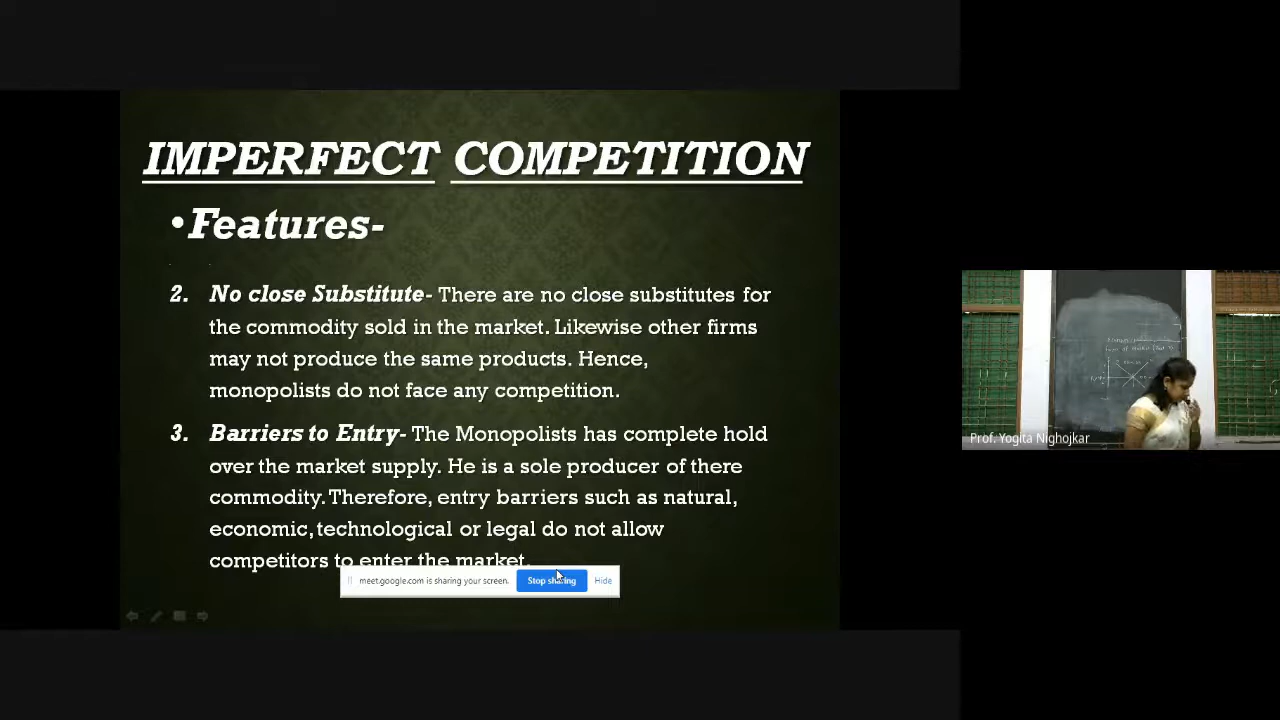 IMPERFECT COMPETITION
•Features-
2. No close Substitute- There are no close substitutes for
the commodity sold in the market. Likewise other firms
may not produce the same products. Hence,
monopolists do not face any competition.
3. Barriers to Entry- The Monopolists has complete hold
over the market supply. He is a sole producer of there
commodity. Therefore, entry barriers such as natural,
economic, technological or legal do not allow
competitors to enter the market.
meet.google.com is sharing your screen. Stop sharing Hide
Prof. Yogita Nighojkar